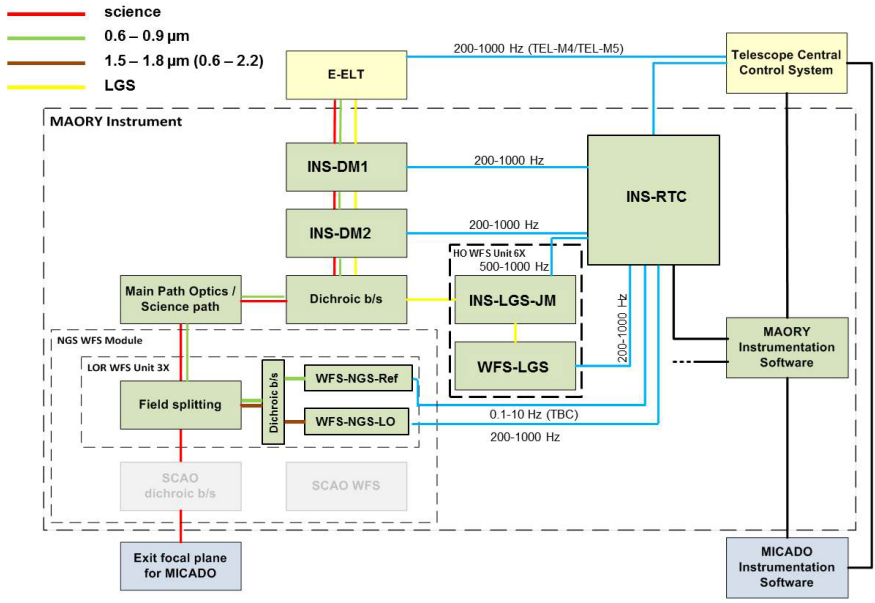 science
0.6 – 0.9 µm
1.5 – 1.8 µm (0.6 – 2.2)
LGS
E-ELT
200-1000 Hz (TEL-M4/TEL-M5)
Telescope Central
Control System
MAORY Instrument
INS-DM1
200-1000 Hz
INS-RTC
INS-DM2
200-1000 Hz
HO WFS Unit 6X
500-1000 Hz
Main Path Optics /
Science path
Dichroic b/s
INS-LGS-JM
200-1000 Hz
MAORY
Instrumentation
Software
NGS WFS Module
LOR WFS Unit 3X
WFS-LGS
Field splitting
Dichroic b/s
WFS-NGS-Ref
WFS-NGS-LO
0.1-10 Hz (TBC)
200-1000 Hz
SCAO
dichroic b/s
SCAO WFS
Exit focal plane
for MICADO
MICADO
Instrumentation
Software